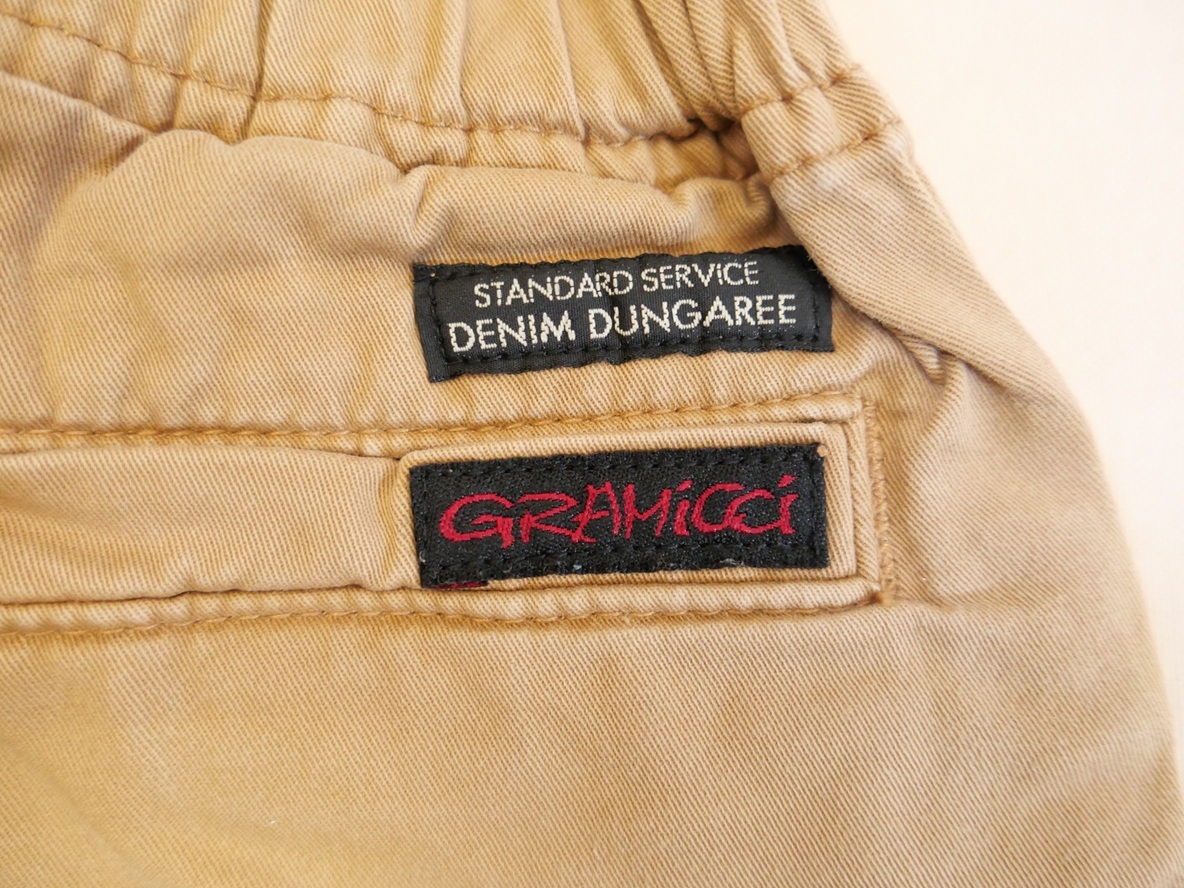 STANDARD SERVICE
DENIM DUNGAREE
GRAMiCCi